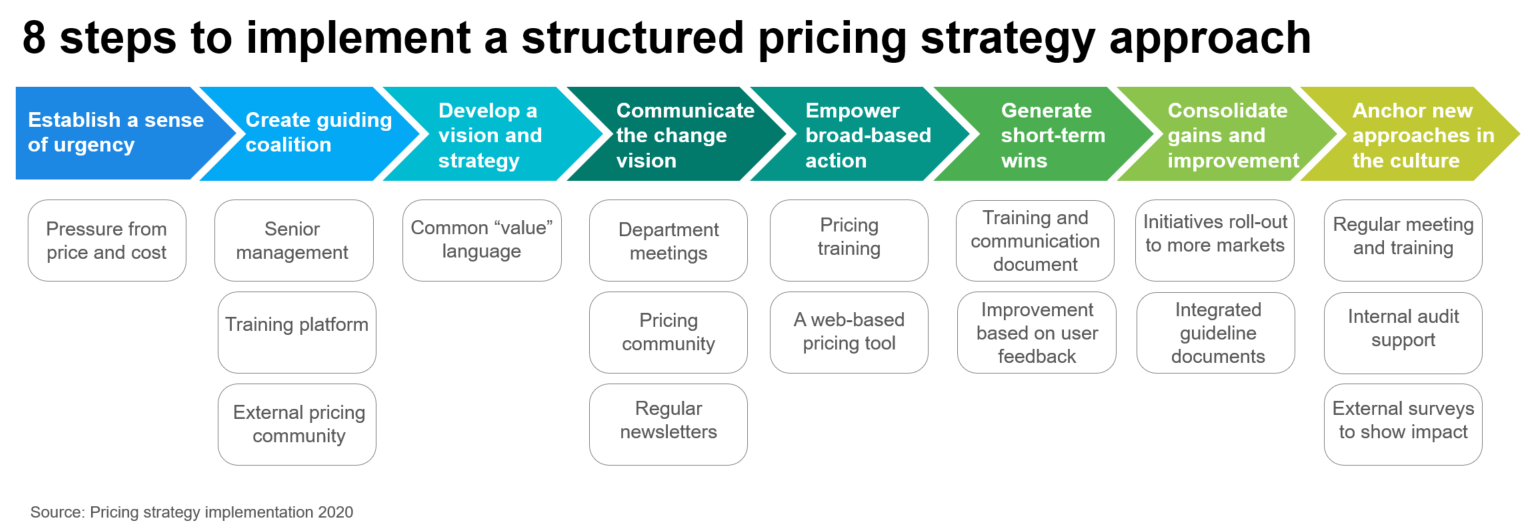 8 steps to implement a structured pricing strategy approach
Establish a sense
of urgency
Create guiding
coalition
Develop a
vision and
strategy
Communicate
the change
vision
Empower
broad-based
action
Generate
short-term
wins
Consolidate
gains and
improvement
Anchor new
approaches in
the culture
Pressure from
price and cost
Senior
management
Training platform
External pricing
community
Common “value”
language
Department
meetings
Pricing
community
Regular
newsletters
Pricing
training
A web-based
pricing tool
Training and
communication
document
Improvement
based on user
feedback
Initiatives roll-out
to more markets
Integrated
guideline
documents
Regular meeting
and training
Internal audit
support
External surveys
to show impact
Source: Pricing strategy implementation 2020